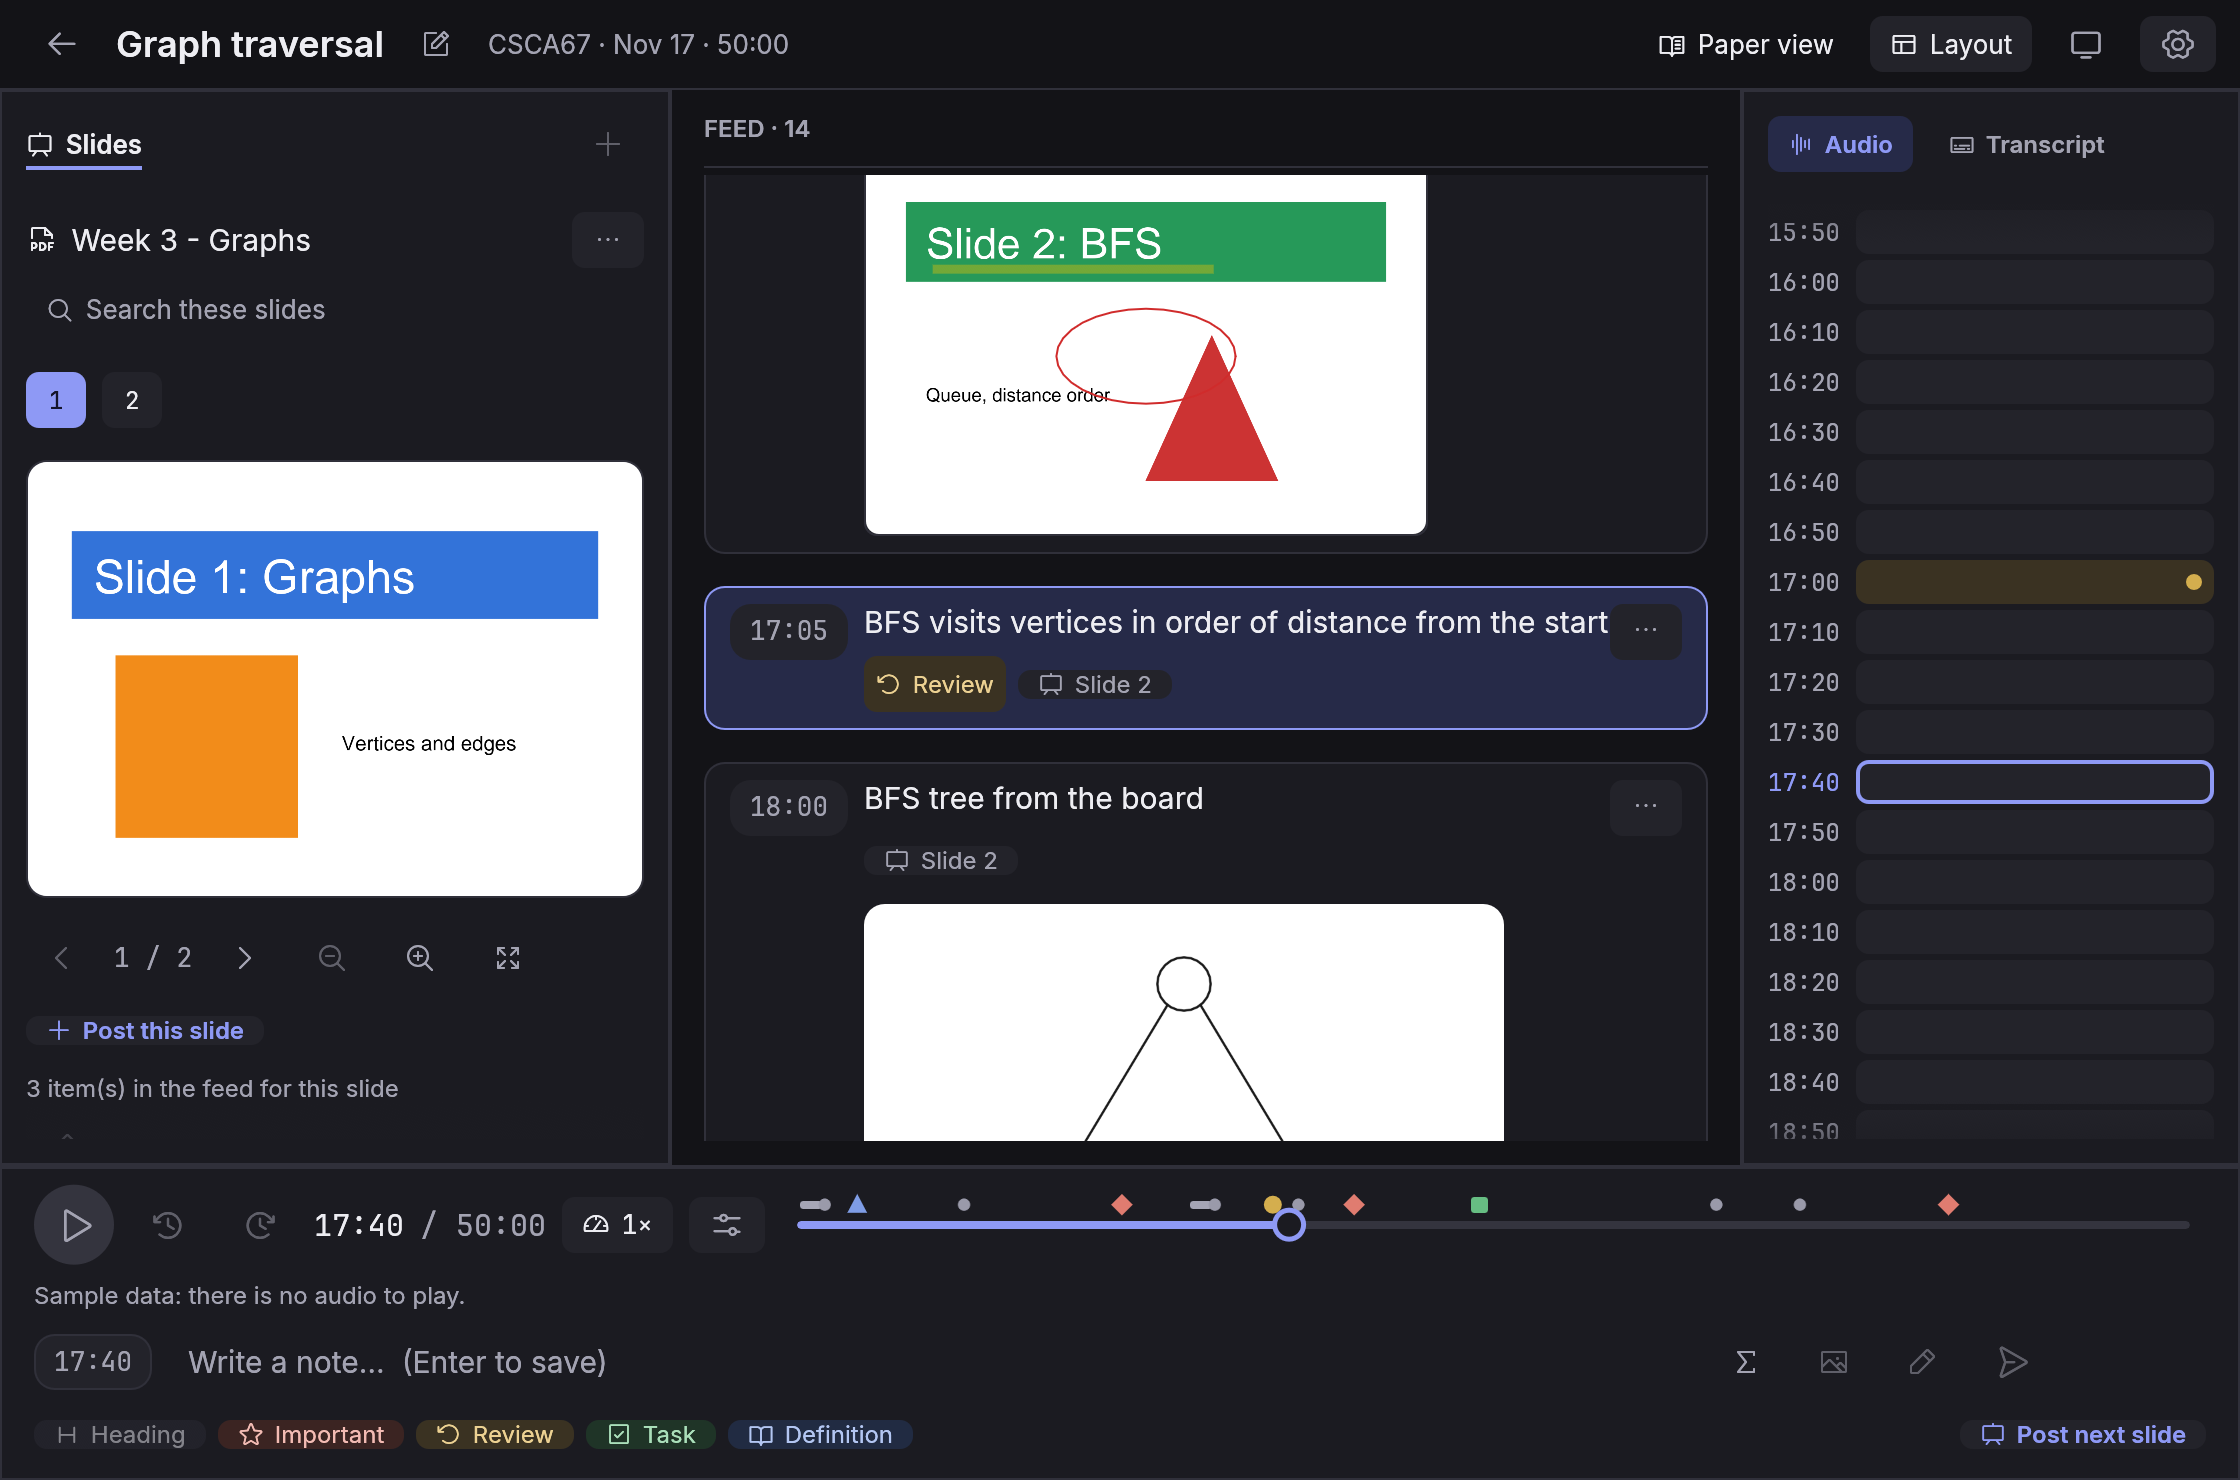 Graph traversal
CSCA67 · Nov 17 · 50:00
Paper view
Layout
Slides
PDF
Week 3 - Graphs
...
Search these slides
1
2
Slide 1: Graphs
Vertices and edges
1 / 2
Post this slide
3 item(s) in the feed for this slide
FEED · 14
Slide 2: BFS
Queue, distance order
17:05
BFS visits vertices in order of distance from the start
...
Review
Slide 2
18:00
BFS tree from the board
...
Slide 2
Audio
Transcript
15:50
16:00
16:10
16:20
16:30
16:40
16:50
17:00
17:10
17:20
17:30
17:40
17:50
18:00
18:10
18:20
18:30
18:40
18:50
17:40 / 50:00
1×
Sample data: there is no audio to play.
17:40
Write a note... (Enter to save)
Σ
H Heading
Important
Review
Task
Definition
Post next slide